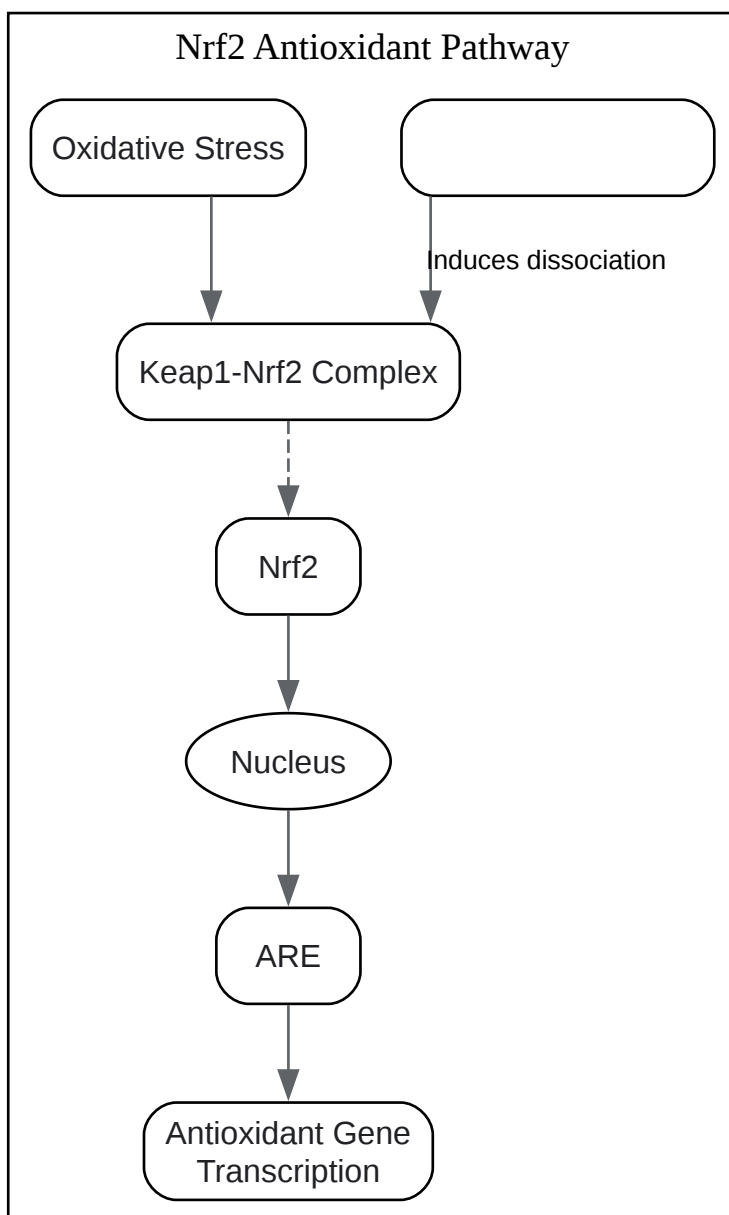 Nrf2 Antioxidant Pathway
Oxidative Stress
Induces dissociation
Keap1-Nrf2 Complex
Nrf2
Nucleus
ARE
Antioxidant Gene
Transcription